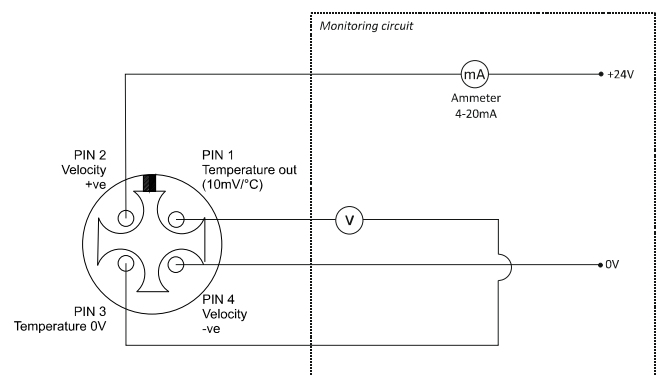 Monitoring circuit
mA
+24V
Ammeter
4-20mA
PIN 2
Velocity
+ve
PIN 1
Temperature out
(10mV/°C)
V
0V
PIN 3
Temperature 0V
PIN 4
Velocity
-ve